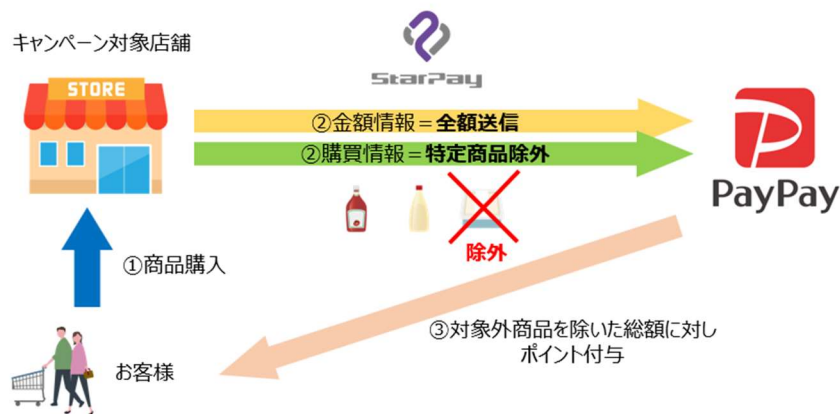 キャンペーン対象店舗
STORE
StarPay
②金額情報＝全額送信
②購買情報＝特定商品除外
PayPay
除外
①商品購入
③対象外商品を除いた総額に対し
ポイント付与
お客様